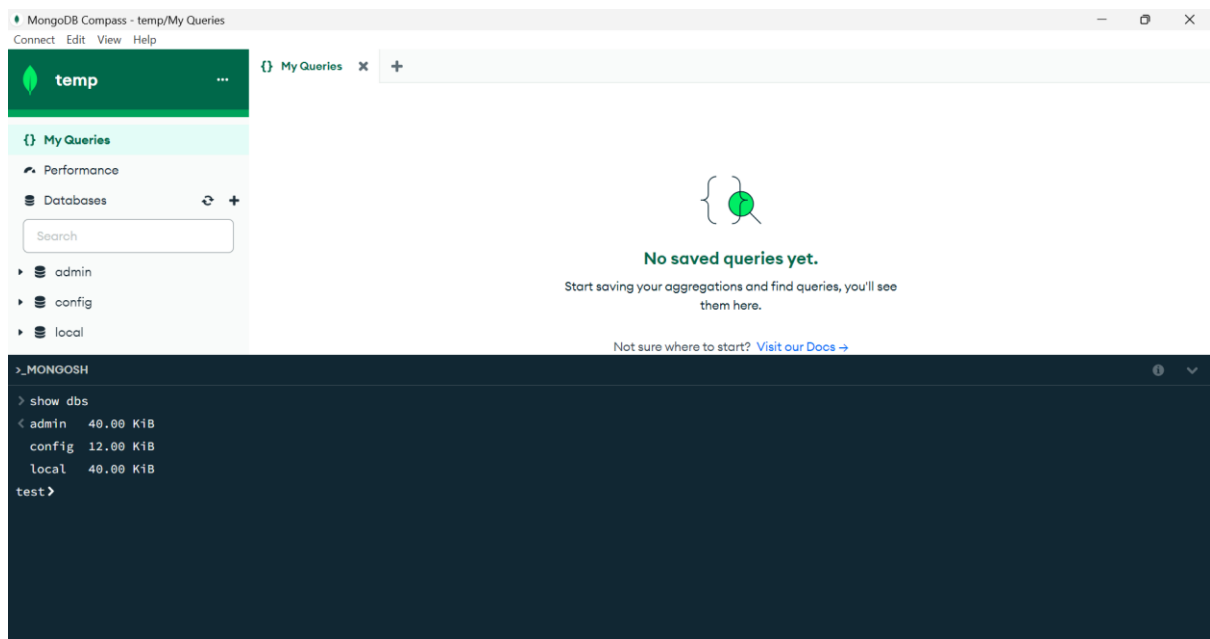 MongoDB Compass - temp/My Queries
Connect Edit View Help
temp
{} My Queries
{} My Queries
Performance
Databases
Search
admin
config
local
No saved queries yet.
Start saving your aggregations and find queries, you'll see
them here.
Not sure where to start? Visit our Docs →
>_MONGOSH
> show dbs
< admin 40.00 KiB
config 12.00 KiB
local 40.00 KiB
test>